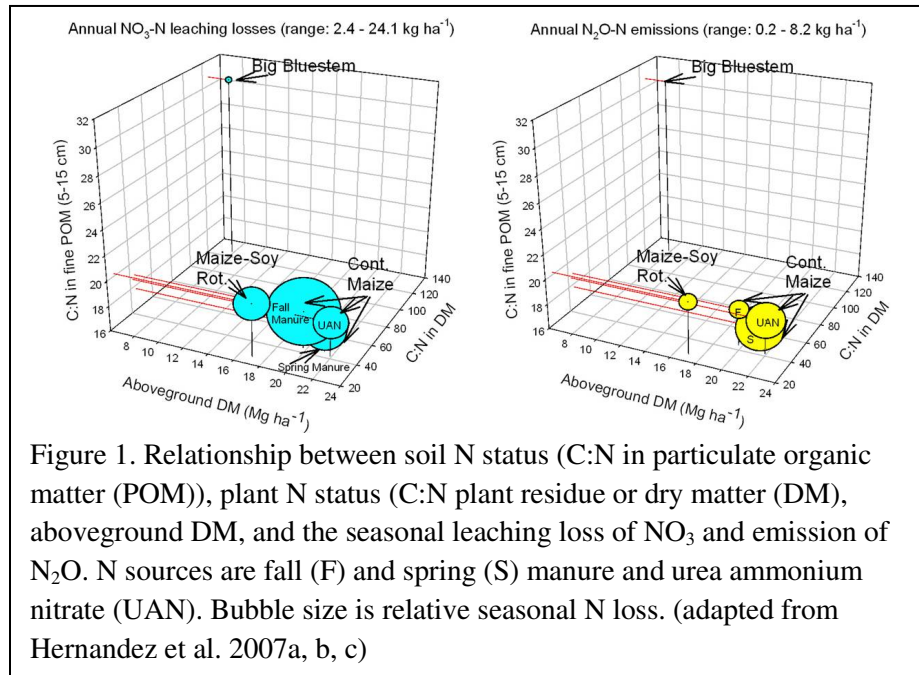 Annual NO₃-N leaching losses (range: 2.4 - 24.1 kg ha⁻¹)
Big Bluestem
C:N in fine POM (5-15 cm)
32
30
28
26
24
22
20
18
16
Maize-Soy
Rot.
Cont.
Maize
Fall
Manure
UAN
Spring Manure
8
10
12
14
16
18
20
22
24
Aboveground DM (Mg ha⁻¹)
20
40
60
80
100
120
140
C:N in DM
Annual N₂O-N emissions (range: 0.2 - 8.2 kg ha⁻¹)
Big Bluestem
C:N in fine POM (5-15 cm)
32
30
28
26
24
22
20
18
16
Maize-Soy
Rot.
Cont.
Maize
F
UAN
S
8
10
12
14
16
18
20
22
24
Aboveground DM (Mg ha⁻¹)
20
40
60
80
100
120
140
C:N in DM
Figure 1. Relationship between soil N status (C:N in particulate organic
matter (POM)), plant N status (C:N plant residue or dry matter (DM),
aboveground DM, and the seasonal leaching loss of NO₃ and emission of
N₂O. N sources are fall (F) and spring (S) manure and urea ammonium
nitrate (UAN). Bubble size is relative seasonal N loss. (adapted from
Hernandez et al. 2007a, b, c)